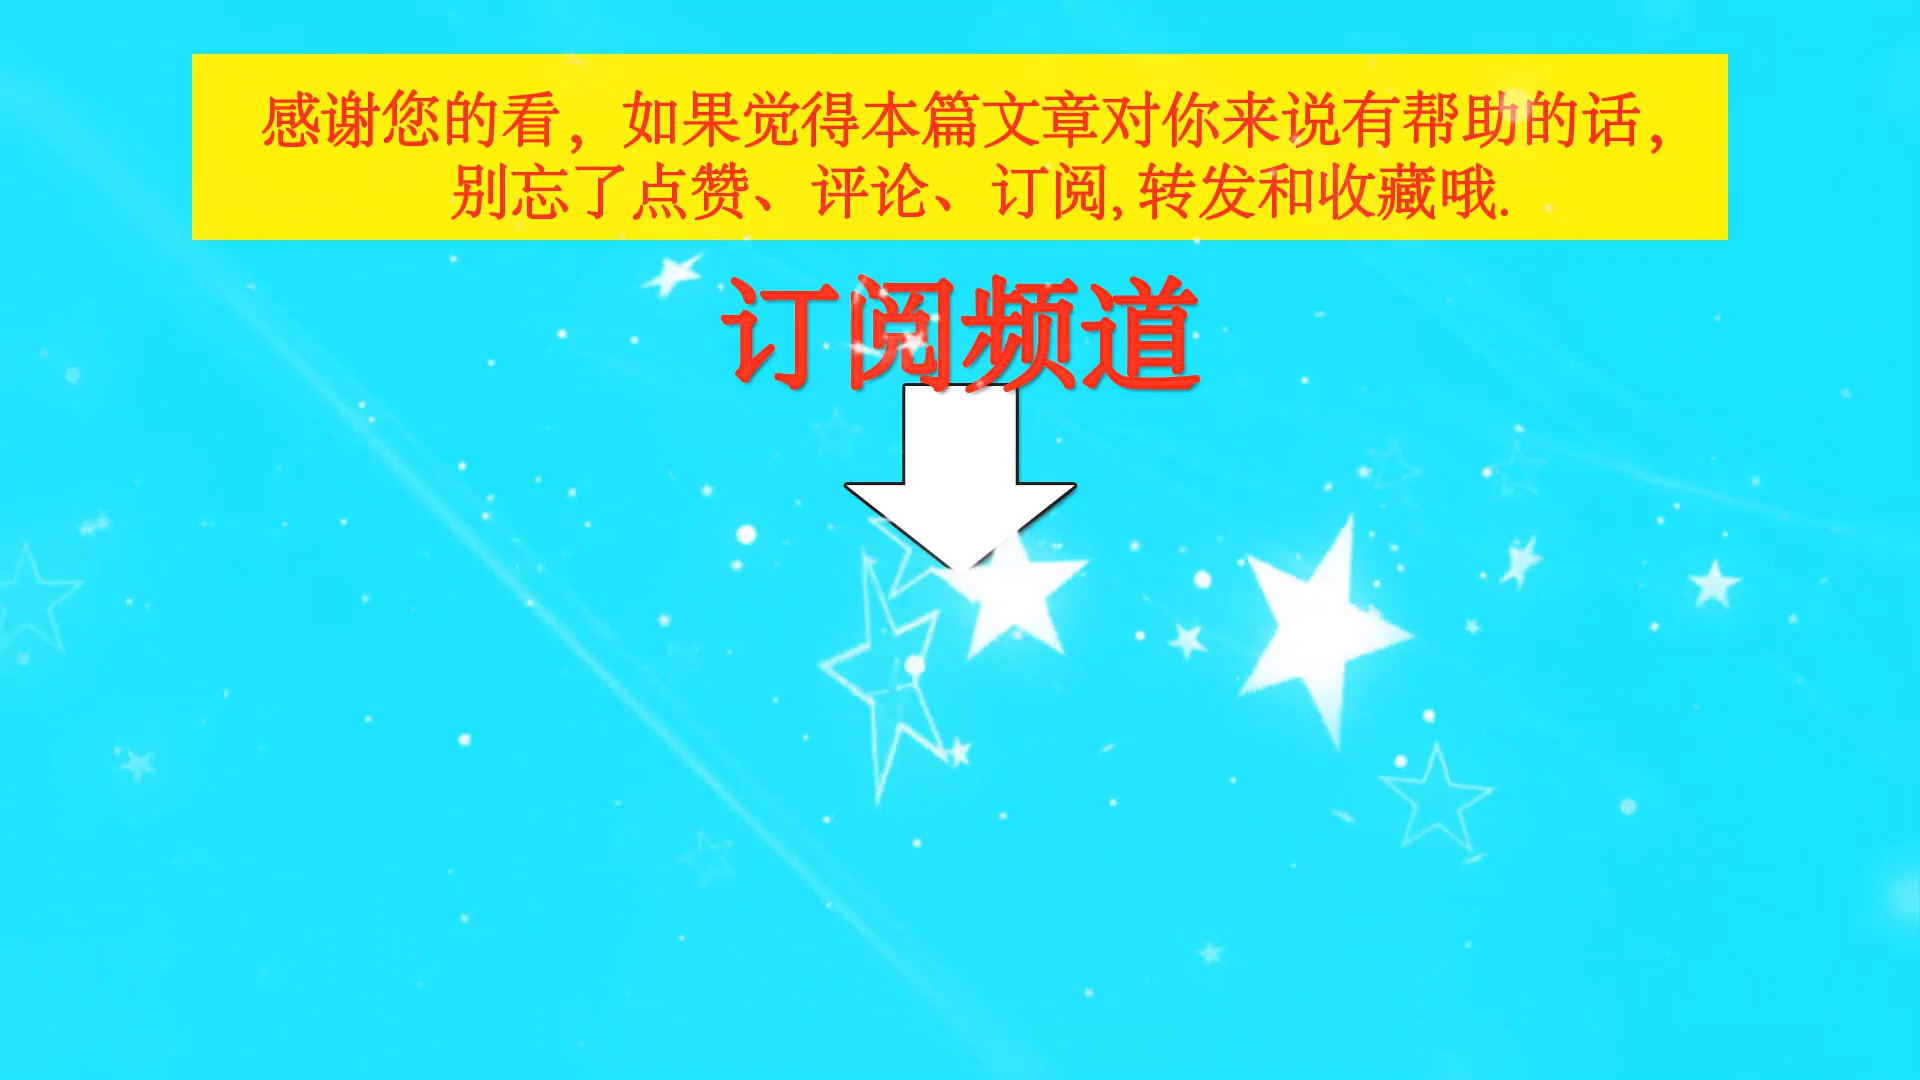 感谢您的看，如果觉得本篇文章对你来说有帮助的话，
别忘了点赞、评论、订阅,转发和收藏哦.
订阅频道